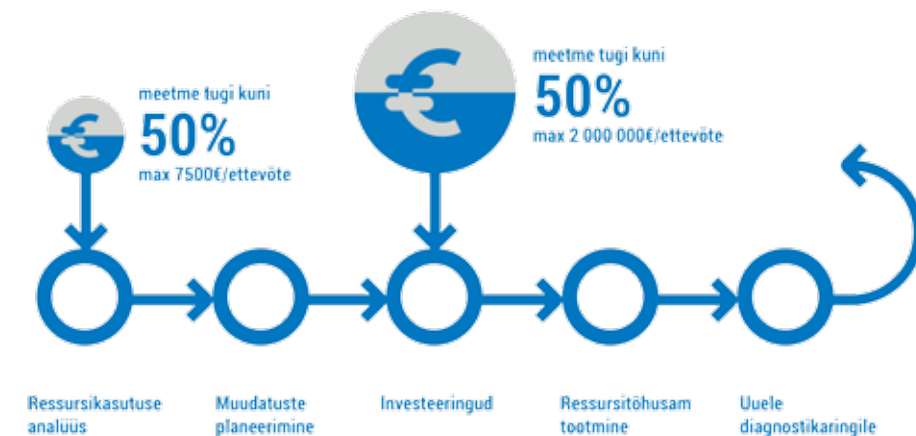 meetme tugi kuni
50%
max 7500€/ettevõte
meetme tugi kuni
50%
max 2 000 000€/ettevõte
Ressursikasutuse
analüüs
Muudatuste
planeerimine
Investeeringud
Ressursitõhusam
tootmine
Uuele
diagnostikaringile